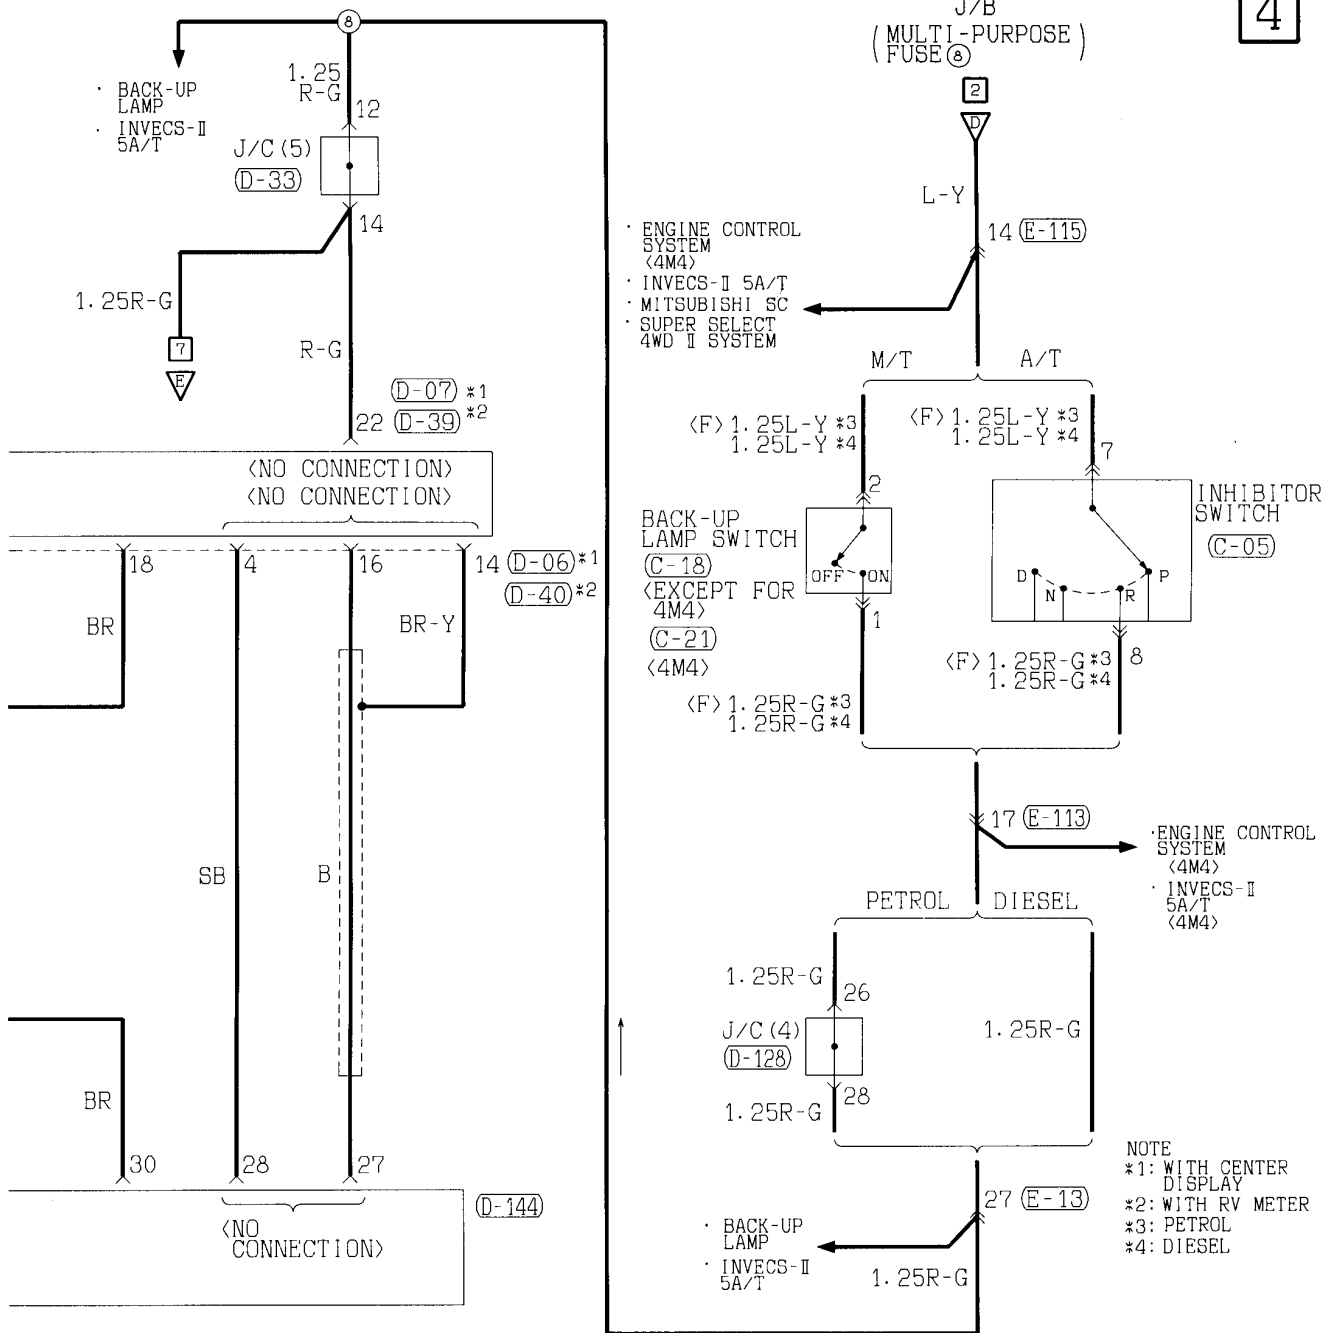 8
J/B
(MULTI-PURPOSE
FUSE 8)
4
2
D
· BACK-UP
LAMP
· INVECS-Ⅱ
5A/T
1.25
R-G
12
J/C(5)
D-33
14
1.25R-G
7
E
R-G
D-07 *1
22 D-39 *2
L-Y
14 E-115
· ENGINE CONTROL
SYSTEM
<4M4>
· INVECS-Ⅱ 5A/T
· MITSUBISHI SC
· SUPER SELECT
4WD Ⅱ SYSTEM
M/T
A/T
<F>1.25L-Y*3
1.25L-Y*4
<F>1.25L-Y*3
1.25L-Y*4
2
7
<NO CONNECTION>
<NO CONNECTION>
BACK-UP
LAMP SWITCH
C-18
<EXCEPT FOR
4M4>
C-21
<4M4>
OFF
ON
1
INHIBITOR
SWITCH
C-05
D
N
R
P
8
18
4
16
14 D-06 *1
D-40 *2
BR
BR-Y
<F>1.25R-G*3
1.25R-G*4
<F>1.25R-G*3
1.25R-G*4
17 E-113
· ENGINE CONTROL
SYSTEM
<4M4>
· INVECS-Ⅱ
5A/T
<4M4>
SB
B
PETROL
DIESEL
1.25R-G
26
J/C(4)
D-128
28
1.25R-G
1.25R-G
BR
30
28
27
<NO
CONNECTION>
D-144
27 E-13
· BACK-UP
LAMP
· INVECS-Ⅱ
5A/T
1.25R-G
NOTE
*1: WITH CENTER
DISPLAY
*2: WITH RV METER
*3: PETROL
*4: DIESEL